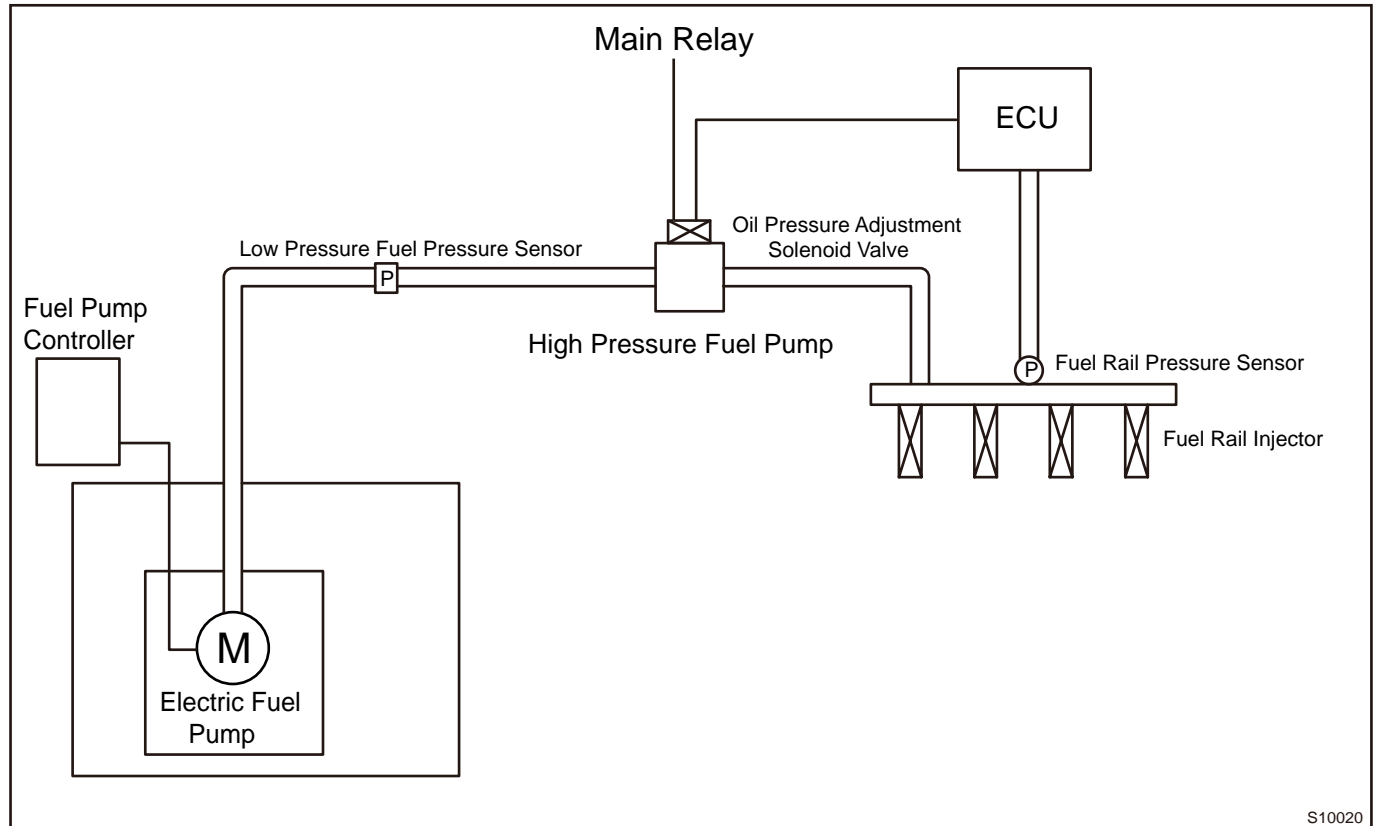 Main Relay
ECU
Oil Pressure Adjustment
Solenoid Valve
Low Pressure Fuel Pressure Sensor
P
Fuel Pump
Controller
High Pressure Fuel Pump
P
Fuel Rail Pressure Sensor
Fuel Rail Injector
M
Electric Fuel
Pump
S10020